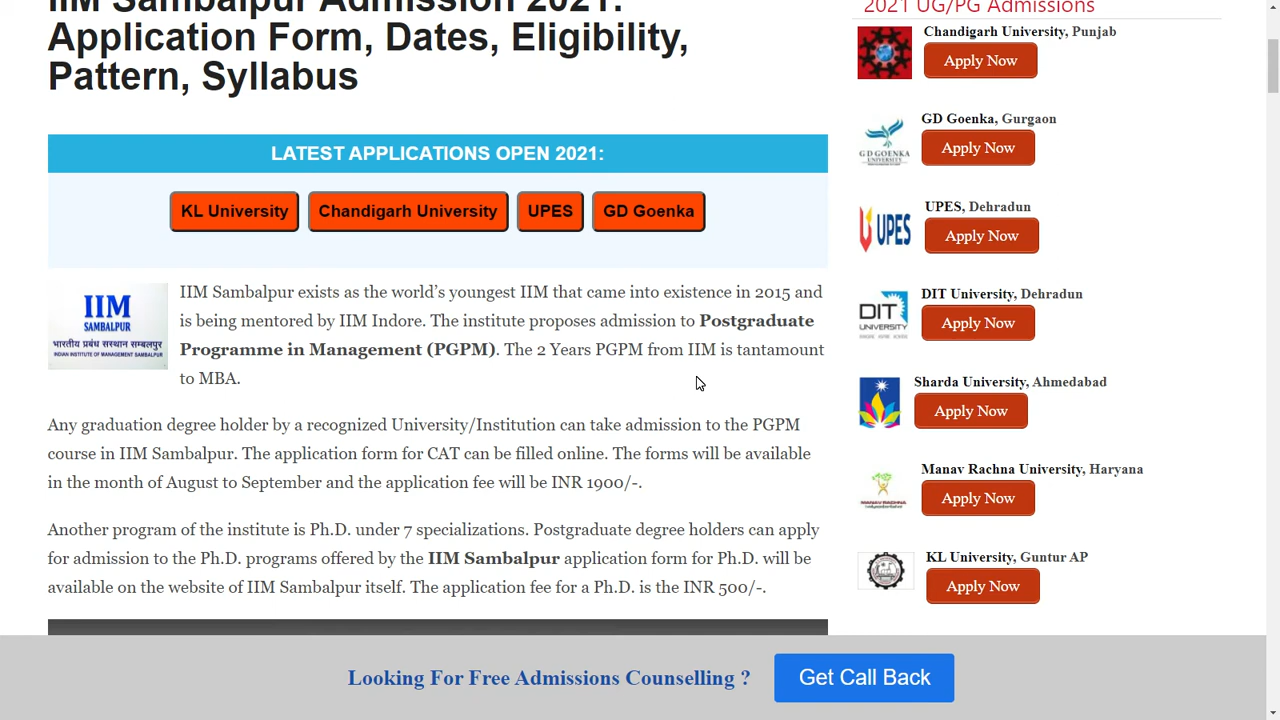 IIM Sambalpur Admission 2021:
Application Form, Dates, Eligibility,
Pattern, Syllabus
LATEST APPLICATIONS OPEN 2021:
KL University
Chandigarh University
UPES
GD Goenka
IIM
SAMBALPUR
भारतीय प्रबंध संस्थान सम्बलपुर
INDIAN INSTITUTE OF MANAGEMENT SAMBALPUR
IIM Sambalpur exists as the world’s youngest IIM that came into existence in 2015 and
is being mentored by IIM Indore. The institute proposes admission to Postgraduate
Programme in Management (PGPM). The 2 Years PGPM from IIM is tantamount
to MBA.
Any graduation degree holder by a recognized University/Institution can take admission to the PGPM
course in IIM Sambalpur. The application form for CAT can be filled online. The forms will be available
in the month of August to September and the application fee will be INR 1900/-.
Another program of the institute is Ph.D. under 7 specializations. Postgraduate degree holders can apply
for admission to the Ph.D. programs offered by the IIM Sambalpur application form for Ph.D. will be
available on the website of IIM Sambalpur itself. The application fee for a Ph.D. is the INR 500/-.
2021 UG/PG Admissions
Chandigarh University, Punjab
Apply Now
GD GOENKA
UNIVERSITY
GD Goenka, Gurgaon
Apply Now
UPES
UPES, Dehradun
Apply Now
DIT
UNIVERSITY
DIT University, Dehradun
Apply Now
Sharda University, Ahmedabad
Apply Now
Manav Rachna University, Haryana
Apply Now
KL University, Guntur AP
Apply Now
Looking For Free Admissions Counselling ?
Get Call Back